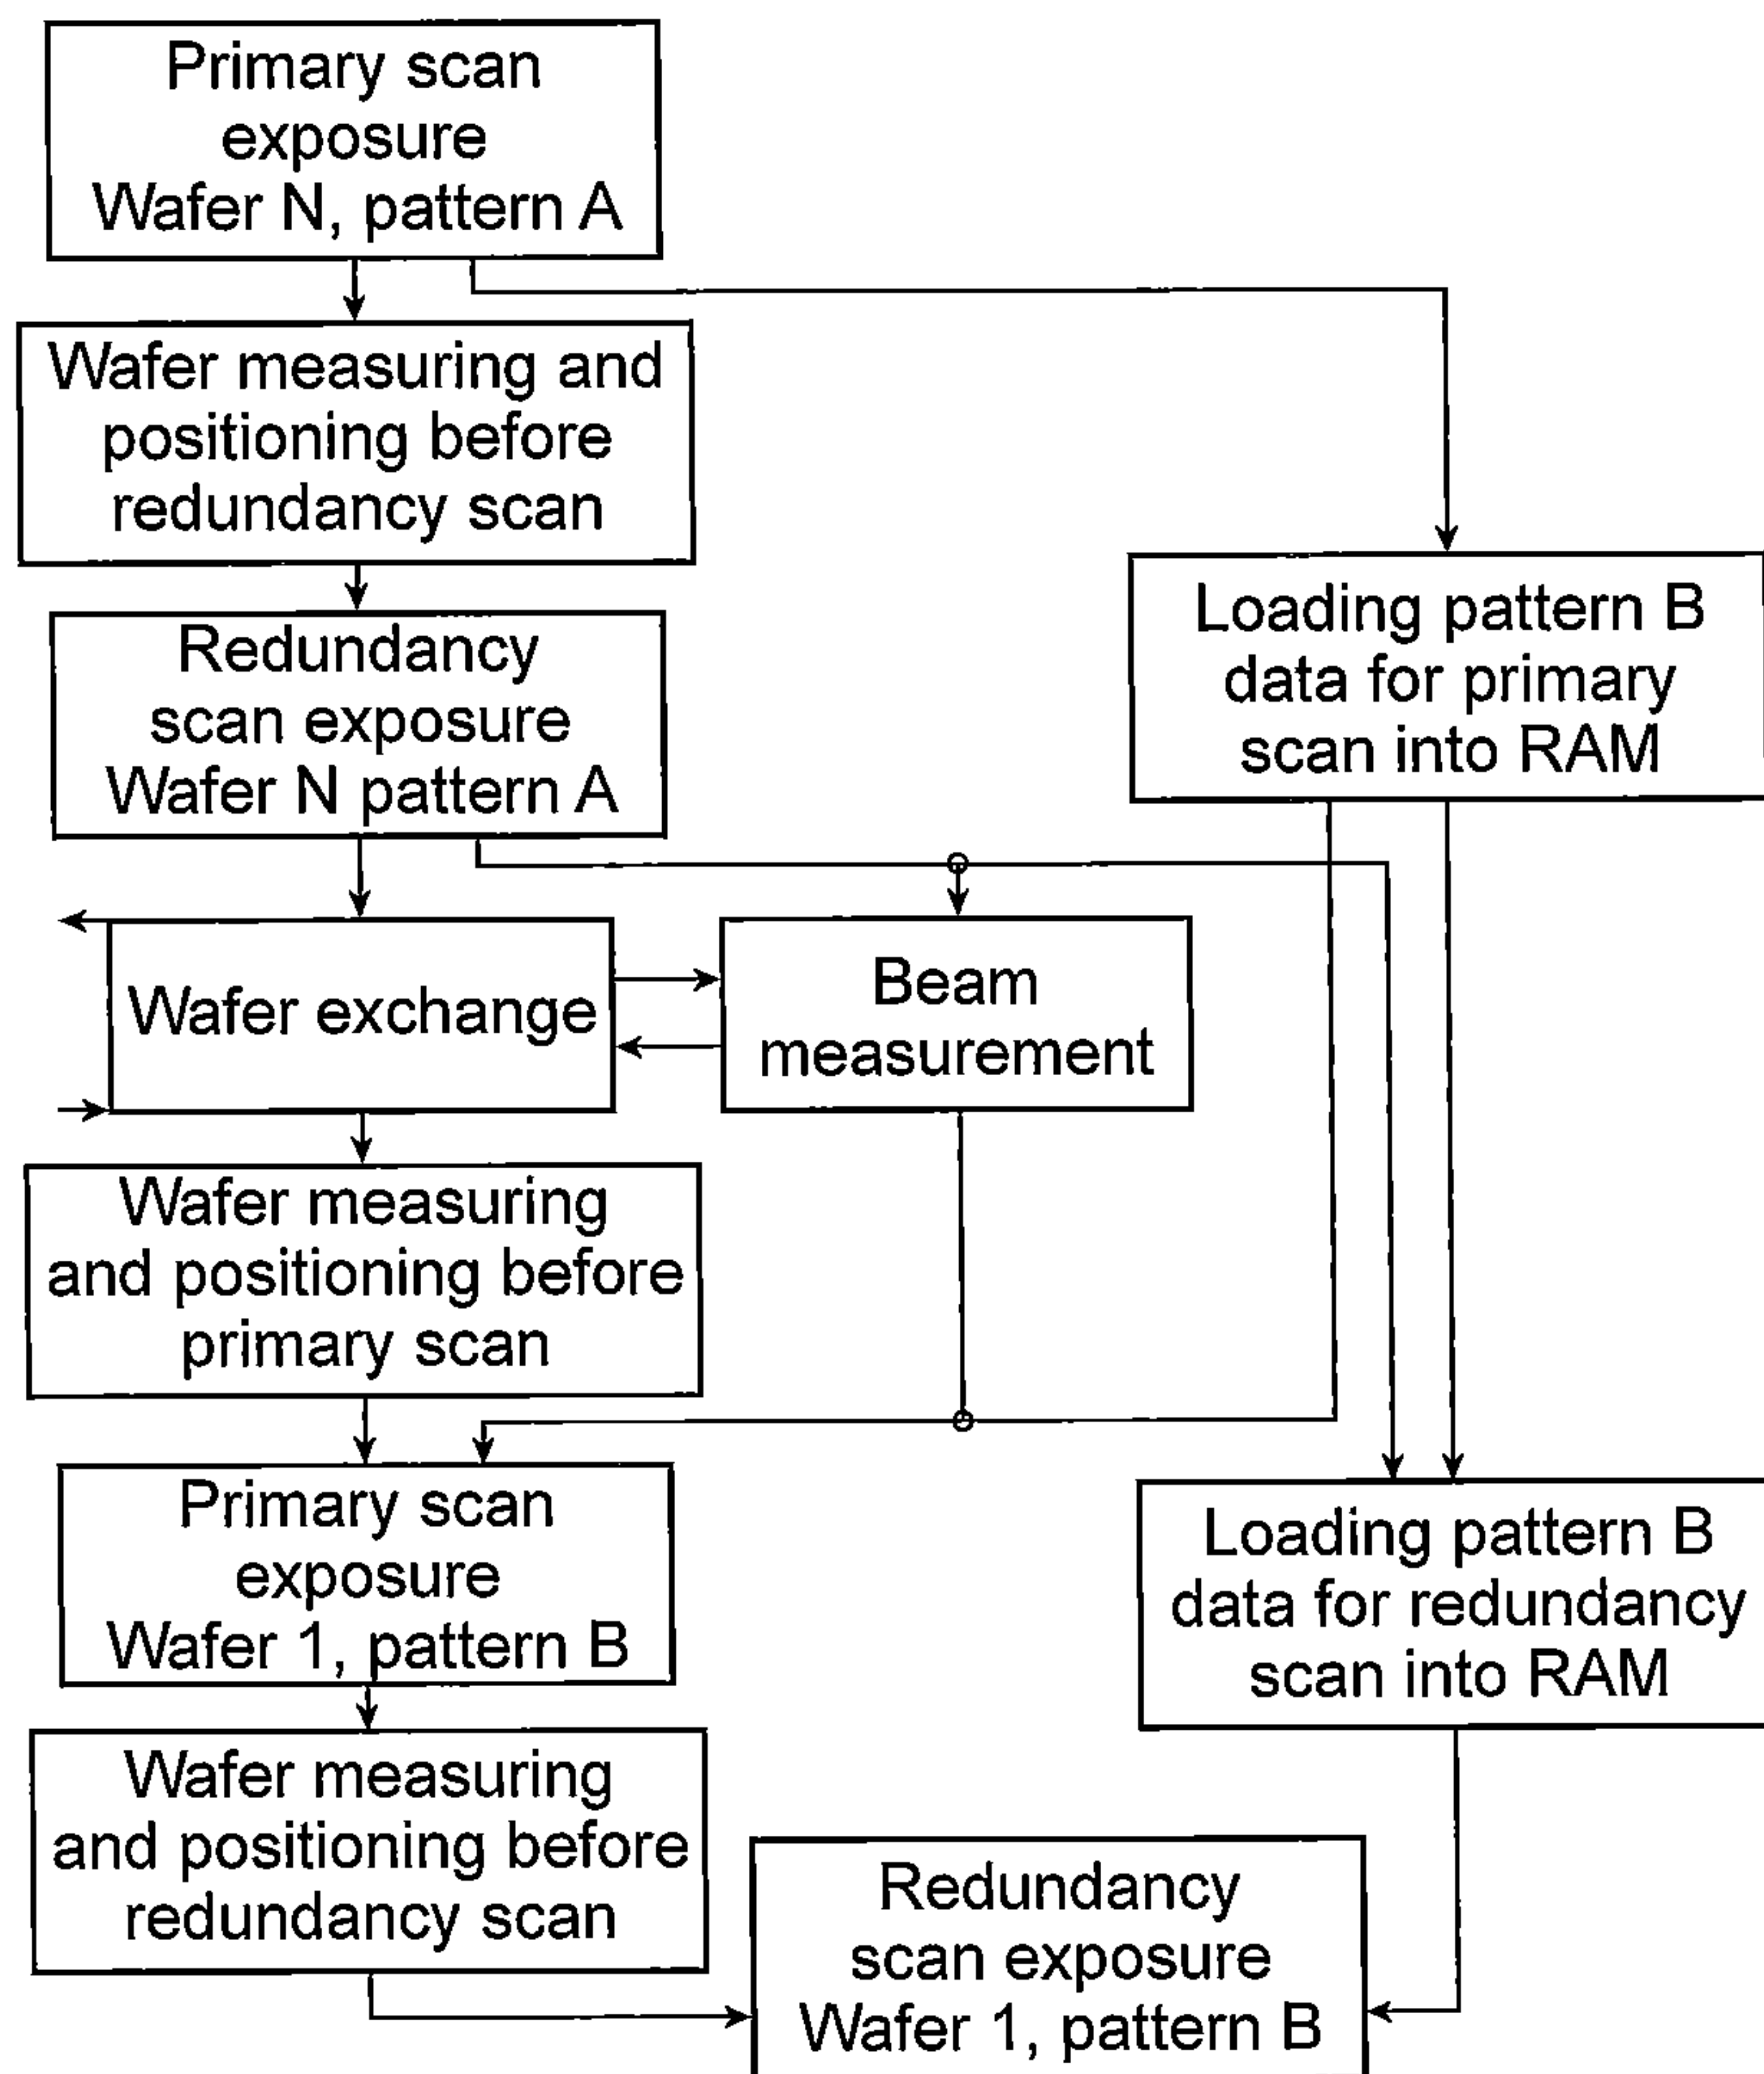 Primary scan
exposure
Wafer N, pattern A
Wafer measuring and
positioning before
redundancy scan
Redundancy
scan exposure
Wafer N pattern A
Loading pattern B
data for primary
scan into RAM
Wafer exchange
Beam
measurement
Wafer measuring
and positioning before
primary scan
Primary scan
exposure
Wafer 1, pattern B
Loading pattern B
data for redundancy
scan into RAM
Wafer measuring
and positioning before
redundancy scan
Redundancy
scan exposure
Wafer 1, pattern B